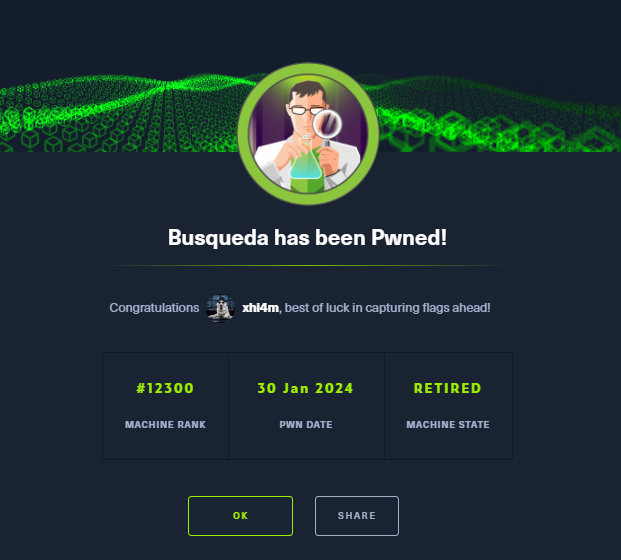 Busqueda has been Pwned!
Congratulations xhl4m, best of luck in capturing flags ahead!
#12300 30 Jan 2024 RETIRED
MACHINE RANK PWN DATE MACHINE STATE
OK SHARE